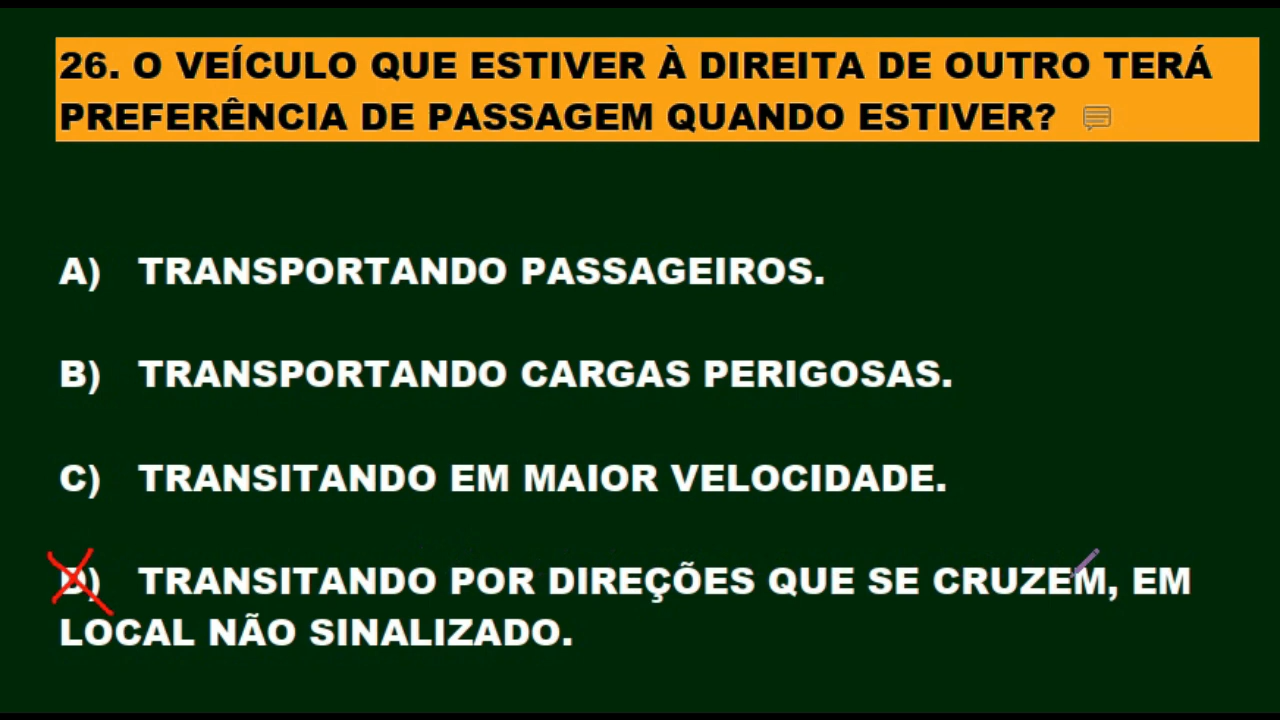 26. O VEÍCULO QUE ESTIVER À DIREITA DE OUTRO TERÁ
PREFERÊNCIA DE PASSAGEM QUANDO ESTIVER?
A) TRANSPORTANDO PASSAGEIROS.
B) TRANSPORTANDO CARGAS PERIGOSAS.
C) TRANSITANDO EM MAIOR VELOCIDADE.
D) TRANSITANDO POR DIREÇÕES QUE SE CRUZEM, EM
LOCAL NÃO SINALIZADO.